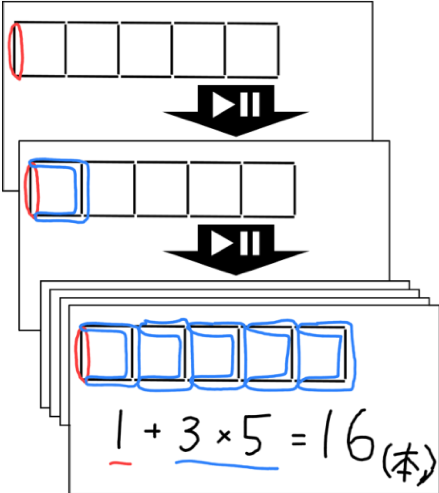 1 + 3 × 5 = 16 (本)